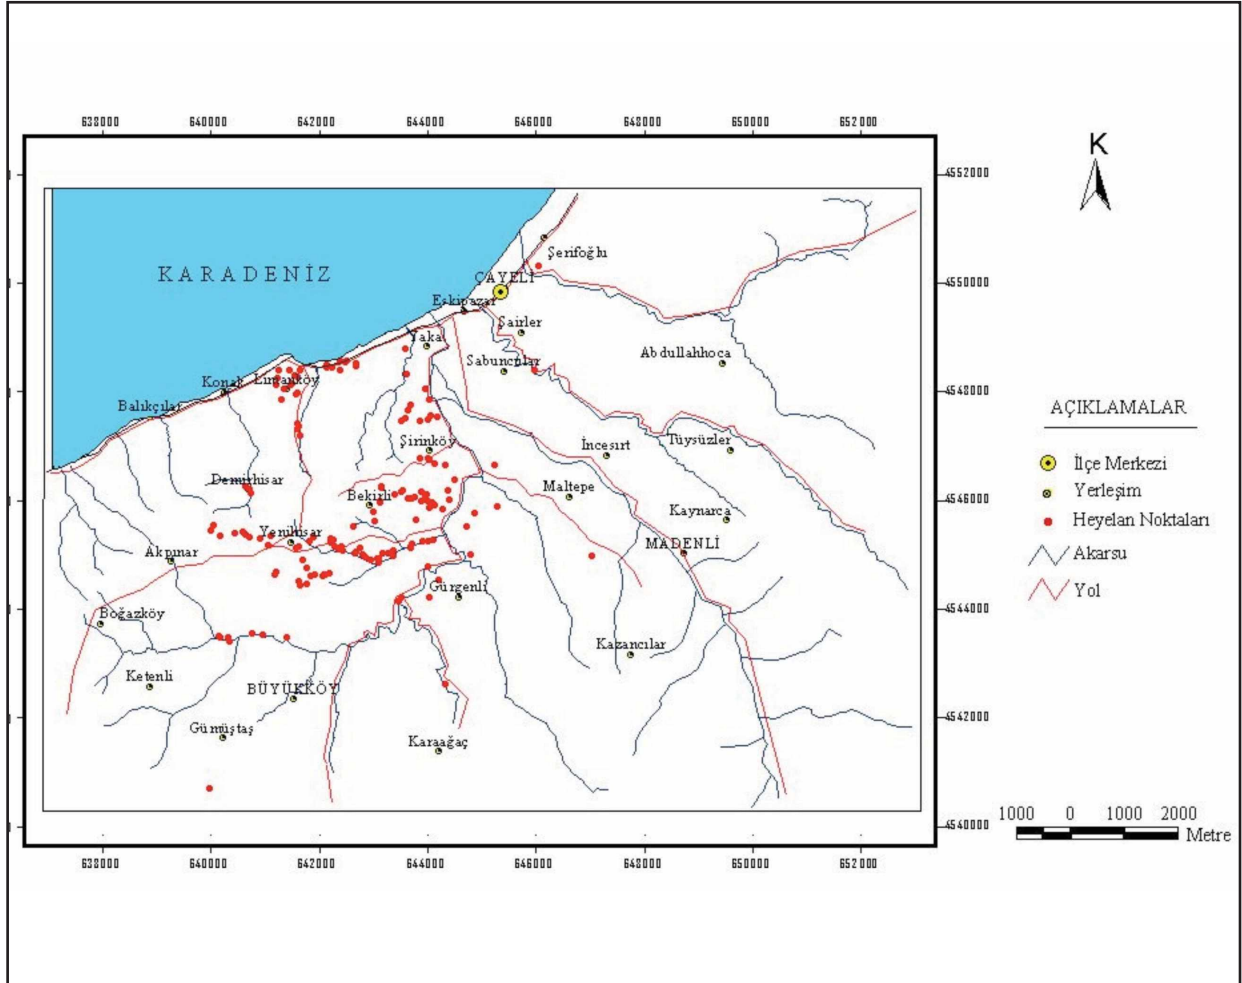 638000 640000 642000 644000 646000 648000 650000 652000
K
4552000
Şerifoğlu
KARADENİZ
ÇAYELİ
4550000
Eskipazar
Şairler
Yaka
Abdullahhoca
Sabuncular
Konak
Limanköy
4548000
Balıkçılar
AÇIKLAMALAR
Şirinköy
İncesırt
Tüysüzler
İlçe Merkezi
Demirhisar
Maltepe
Yerleşim
Bekirli
4546000
Kaynarca
Heyelan Noktaları
Yenihisar
Akpınar
MADENLİ
Akarsu
Gürgenli
Yol
4544000
Boğazköy
Kazancılar
Ketenli
BÜYÜKKÖY
4542000
Gümüştaş
Karaağaç
1000 0 1000 2000
Metre
4540000
638000 640000 642000 644000 646000 648000 650000 652000